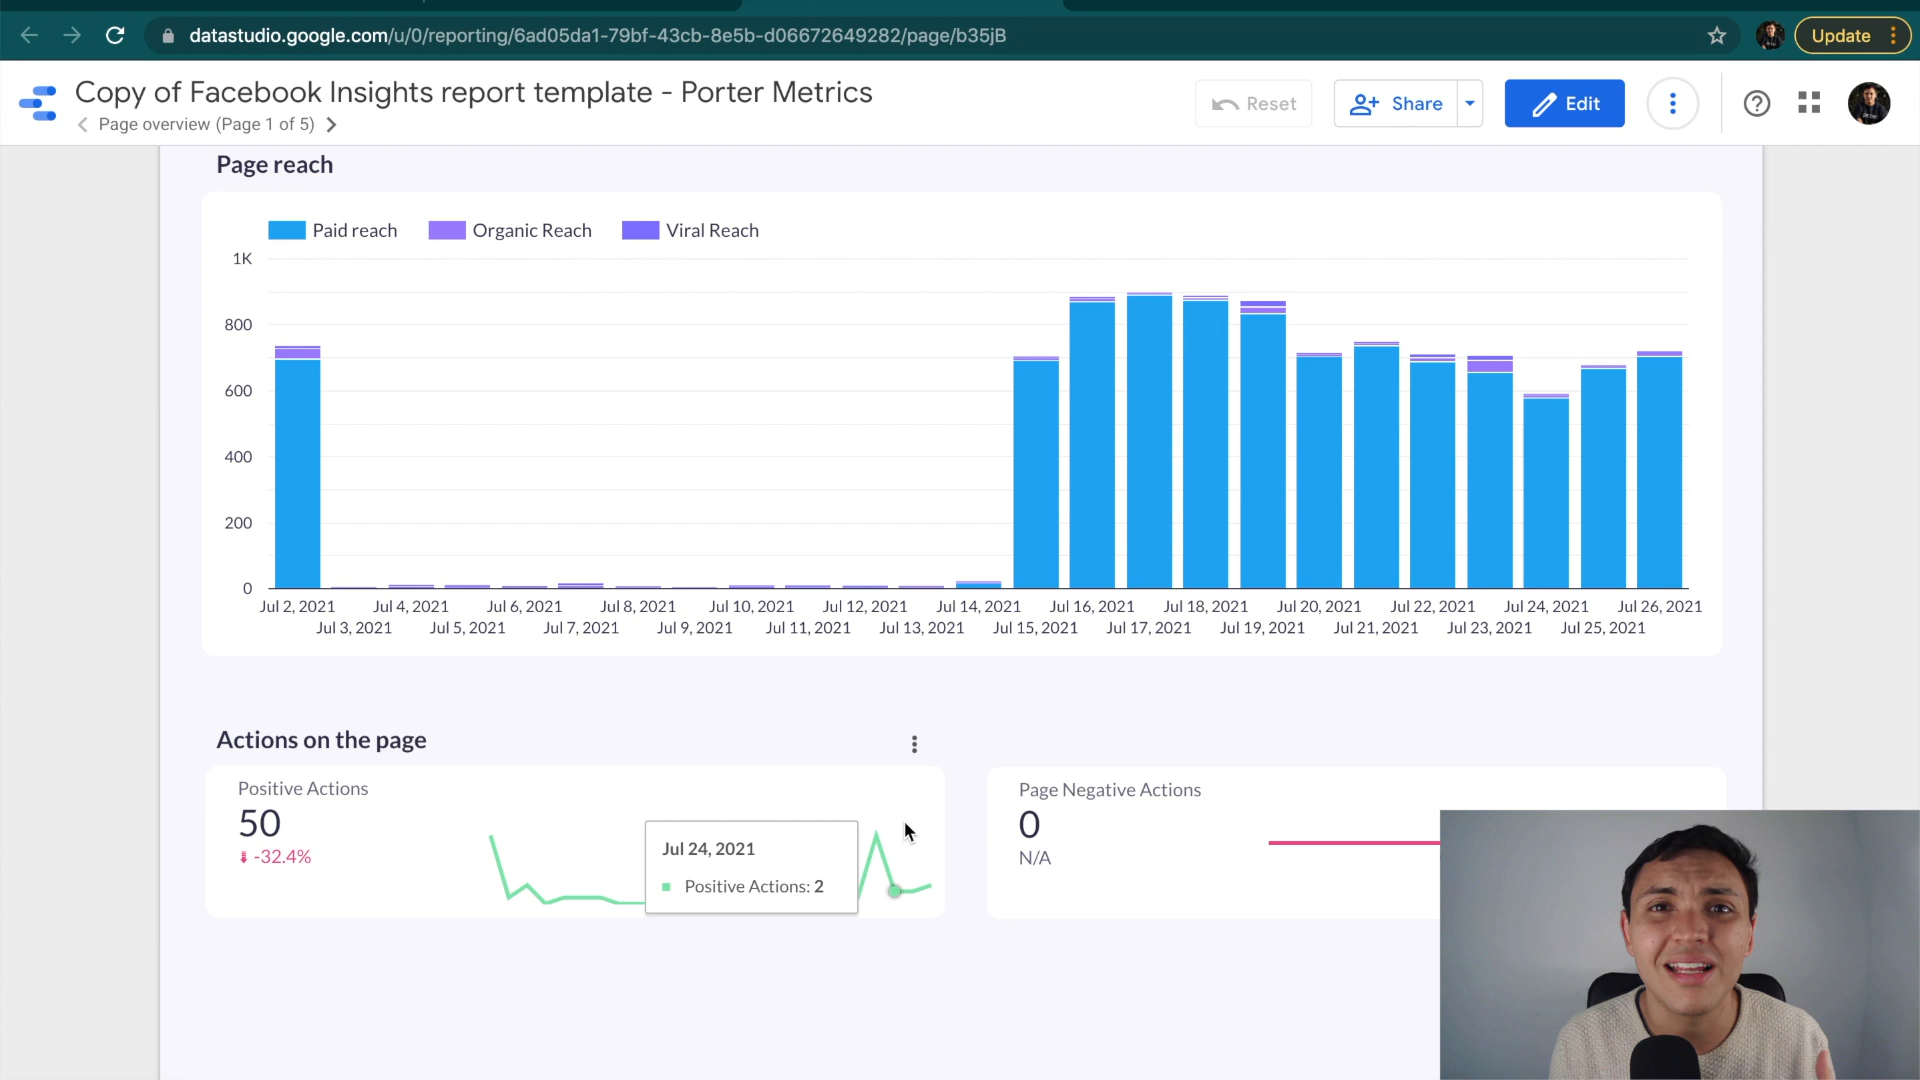 datastudio.google.com/u/0/reporting/6ad05da1-79bf-43cb-8e5b-d06672649282/page/b35jB
Update
Copy of Facebook Insights report template - Porter Metrics
Page overview (Page 1 of 5)
Reset
Share
Edit
Page reach
Paid reach
Organic Reach
Viral Reach
1K
800
600
400
200
0
Jul 2, 2021
Jul 4, 2021
Jul 6, 2021
Jul 8, 2021
Jul 10, 2021
Jul 12, 2021
Jul 14, 2021
Jul 16, 2021
Jul 18, 2021
Jul 20, 2021
Jul 22, 2021
Jul 24, 2021
Jul 26, 2021
Jul 3, 2021
Jul 5, 2021
Jul 7, 2021
Jul 9, 2021
Jul 11, 2021
Jul 13, 2021
Jul 15, 2021
Jul 17, 2021
Jul 19, 2021
Jul 21, 2021
Jul 23, 2021
Jul 25, 2021
Actions on the page
Positive Actions
50
-32.4%
Jul 24, 2021
Positive Actions: 2
Page Negative Actions
0
N/A